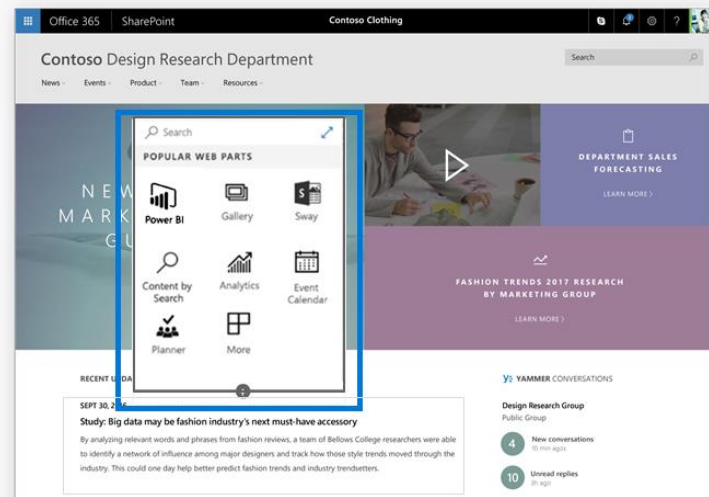 Office 365 SharePoint Contoso Clothing ?
Contoso Design Research Department
Search
News Events Product Team Resources
Search
POPULAR WEB PARTS
Power BI Gallery Sway
Content by Search Analytics Event Calendar
Planner More
NEW
MARK
GU
DEPARTMENT SALES
FORECASTING
LEARN MORE >
FASHION TRENDS 2017 RESEARCH
BY MARKETING GROUP
LEARN MORE >
RECENT UPDA
SEPT 30,
Study: Big data may be fashion industry's next must-have accessory
By analyzing relevant words and phrases from fashion reviews, a team of Bellows College researchers were able
to identify a network of influence among major designers and track how those style trends moved through the
industry. This could one day help better predict fashion trends and industry trendsetters.
YAMMER CONVERSATIONS
Design Research Group
Public Group
4 New conversations
10 min agos
10 Unread replies
8h ago